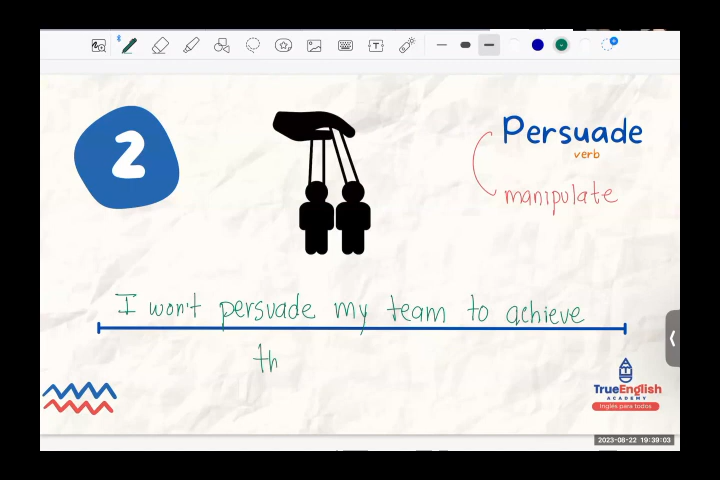 2
Persuade
verb
manipulate
I won't persuade my team to achieve
th
TrueEnglish
ACADEMY
Inglés para todos
2023-08-22 19:39:03